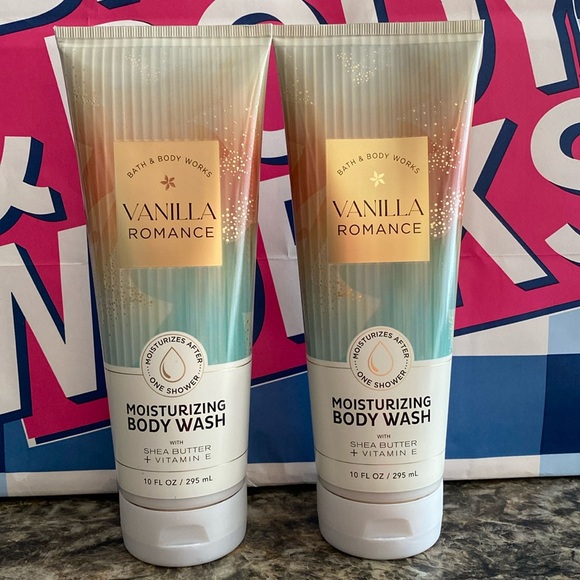 BATH & BODY WORKS
VANILLA
ROMANCE
MOISTURIZES AFTER
ONE SHOWER
MOISTURIZING
BODY WASH
WITH
SHEA BUTTER
+ VITAMIN E
10 FL OZ / 295 mL
BATH & BODY WORKS
VANILLA
ROMANCE
MOISTURIZES AFTER
ONE SHOWER
MOISTURIZING
BODY WASH
WITH
SHEA BUTTER
+ VITAMIN E
10 FL OZ / 295 mL